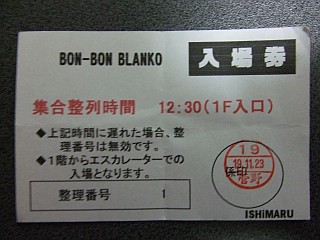 BON-BON BLANKO
入場券
集合整列時間 12:30(1F入口)
◆上記時間に遅れた場合、整
理番号は無効です。
◆1階からエスカレーターでの
入場となります。
整理番号 1
19
19.11.23
ISHiMARU